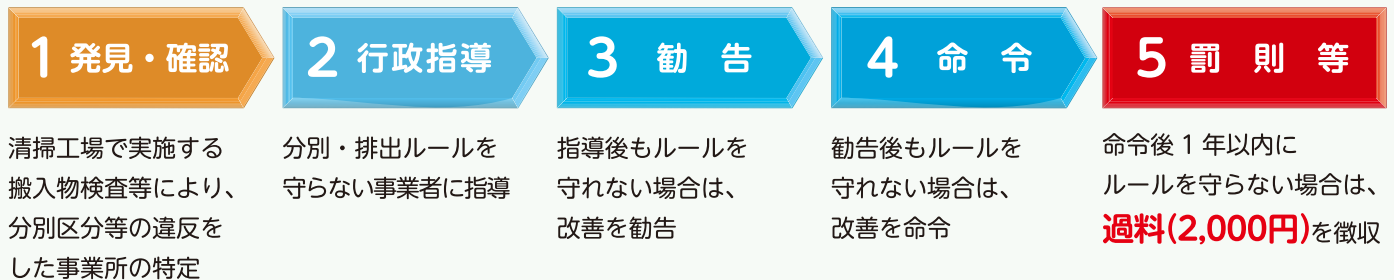 1 発見・確認
清掃工場で実施する
搬入物検査等により、
分別区分等の違反を
した事業所の特定
2 行政指導
分別・排出ルールを
守らない事業者に指導
3 勧告
指導後もルールを
守れない場合は、
改善を勧告
4 命令
勧告後もルールを
守れない場合は、
改善を命令
5 罰則等
命令後1年以内に
ルールを守らない場合は、
過料(2,000円)を徴収